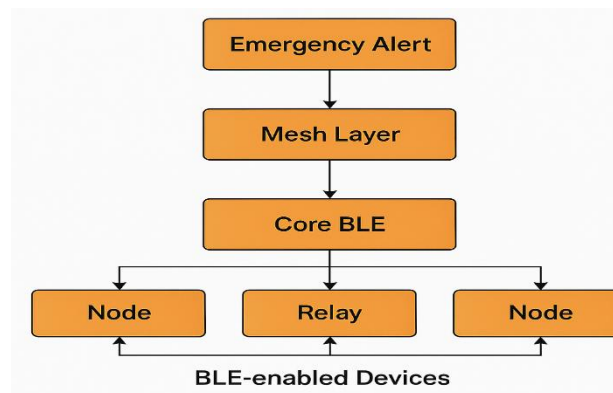 Emergency Alert
Mesh Layer
Core BLE
Node
Relay
Node
BLE-enabled Devices